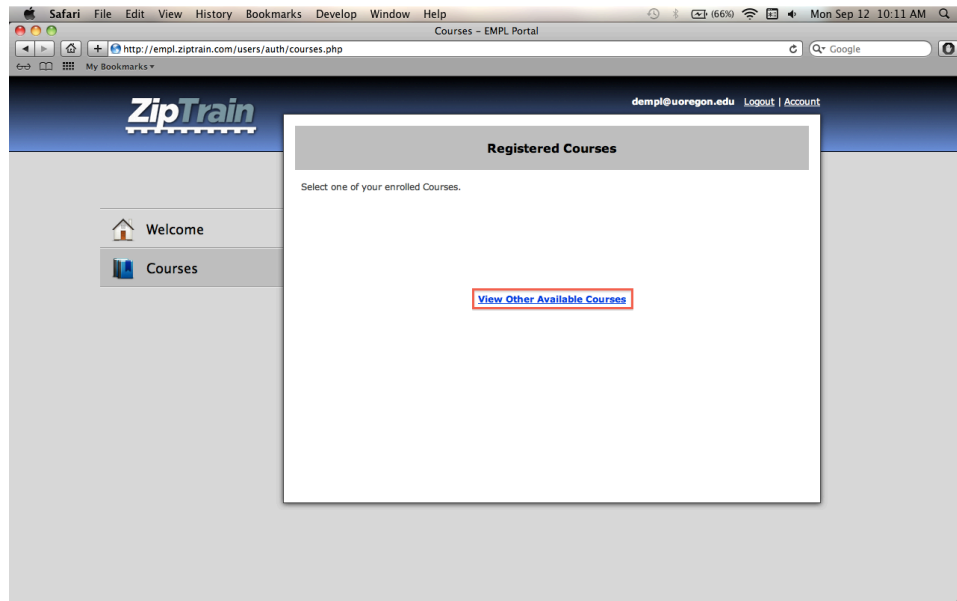 Safari File Edit View History Bookmarks Develop Window Help (66%) Mon Sep 12 10:11 AM
Courses – EMPL Portal
http://empl.ziptrain.com/users/auth/courses.php Google
My Bookmarks
dempl@uoregon.edu Logout | Account
ZipTrain
Registered Courses
Select one of your enrolled Courses.
Welcome
Courses
View Other Available Courses